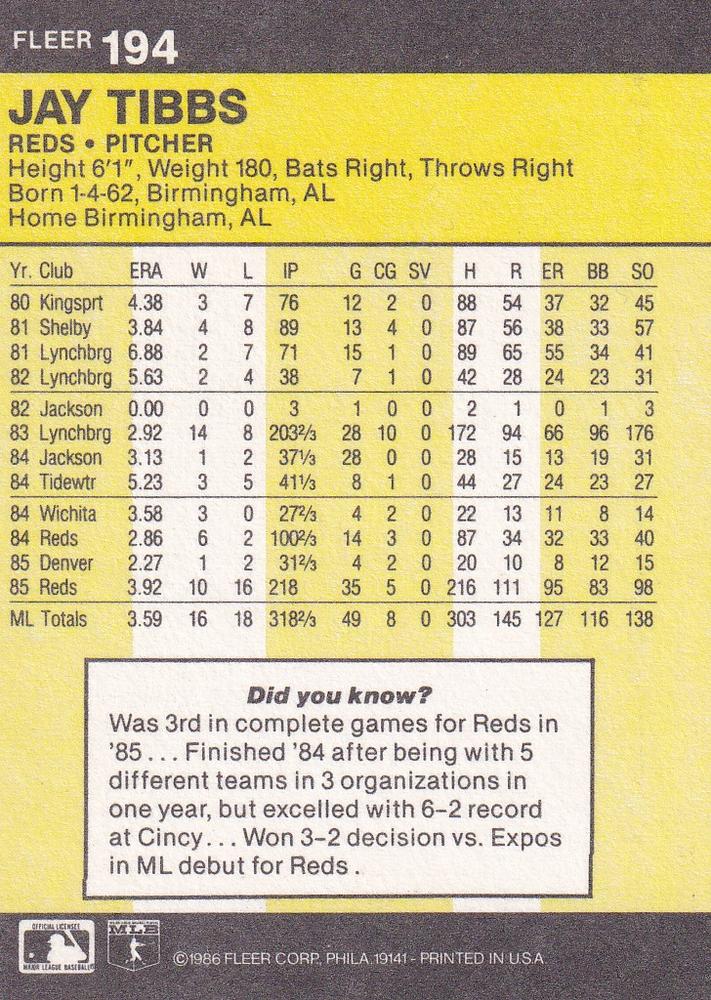 FLEER 194
JAY TIBBS
REDS • PITCHER
Height 6'1", Weight 180, Bats Right, Throws Right
Born 1-4-62, Birmingham, AL
Home Birmingham, AL
Yr. Club ERA W L IP G CG SV H R ER BB SO
80 Kingsprt 4.38 3 7 76 12 2 0 88 54 37 32 45
81 Shelby 3.84 4 8 89 13 4 0 87 56 38 33 57
81 Lynchbrg 6.88 2 7 71 15 1 0 89 65 55 34 41
82 Lynchbrg 5.63 2 4 38 7 1 0 42 28 24 23 31
82 Jackson 0.00 0 0 3 1 0 0 2 1 0 1 3
83 Lynchbrg 2.92 14 8 203⅔ 28 10 0 172 94 66 96 176
84 Jackson 3.13 1 2 37⅓ 28 0 0 28 15 13 19 31
84 Tidewtr 5.23 3 5 41⅓ 8 1 0 44 27 24 23 27
84 Wichita 3.58 3 0 27⅔ 4 2 0 22 13 11 8 14
84 Reds 2.86 6 2 100⅔ 14 3 0 87 34 32 33 40
85 Denver 2.27 1 2 31⅔ 4 2 0 20 10 8 12 15
85 Reds 3.92 10 16 218 35 5 0 216 111 95 83 98
ML Totals 3.59 16 18 318⅔ 49 8 0 303 145 127 116 138
Did you know?
Was 3rd in complete games for Reds in
'85 . . . Finished '84 after being with 5
different teams in 3 organizations in
one year, but excelled with 6-2 record
at Cincy . . . Won 3-2 decision vs. Expos
in ML debut for Reds .
OFFICIAL LICENSEE
MAJOR LEAGUE BASEBALL
MLB
©1986 FLEER CORP., PHILA. 19141 - PRINTED IN U.S.A.